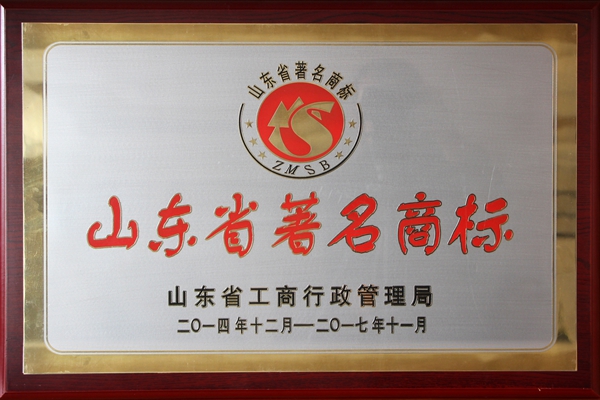 山东省著名商标
ZMSB
山东省著名商标
山东省工商行政管理局
二〇一四年十二月—二〇一七年十一月